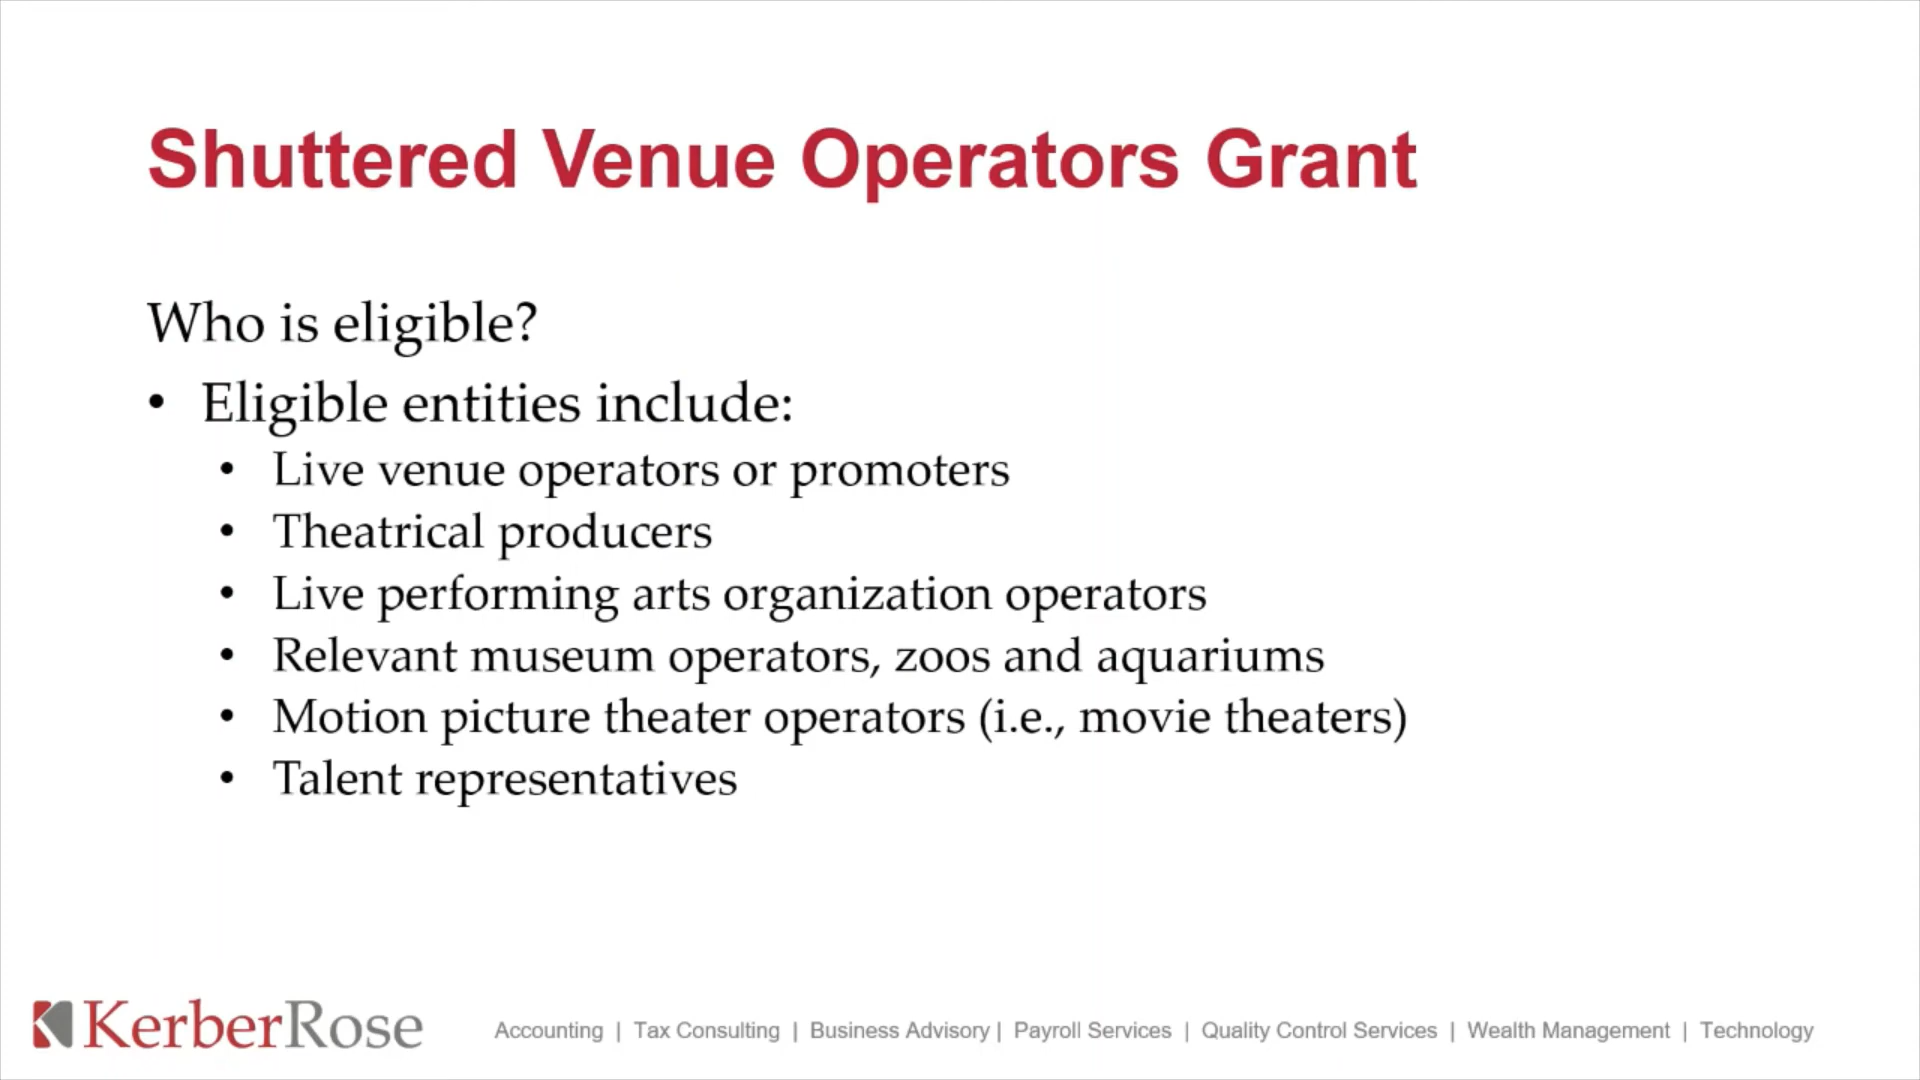 Shuttered Venue Operators Grant
Who is eligible?
• Eligible entities include:
• Live venue operators or promoters
• Theatrical producers
• Live performing arts organization operators
• Relevant museum operators, zoos and aquariums
• Motion picture theater operators (i.e., movie theaters)
• Talent representatives
KerberRose
Accounting | Tax Consulting | Business Advisory | Payroll Services | Quality Control Services | Wealth Management | Technology